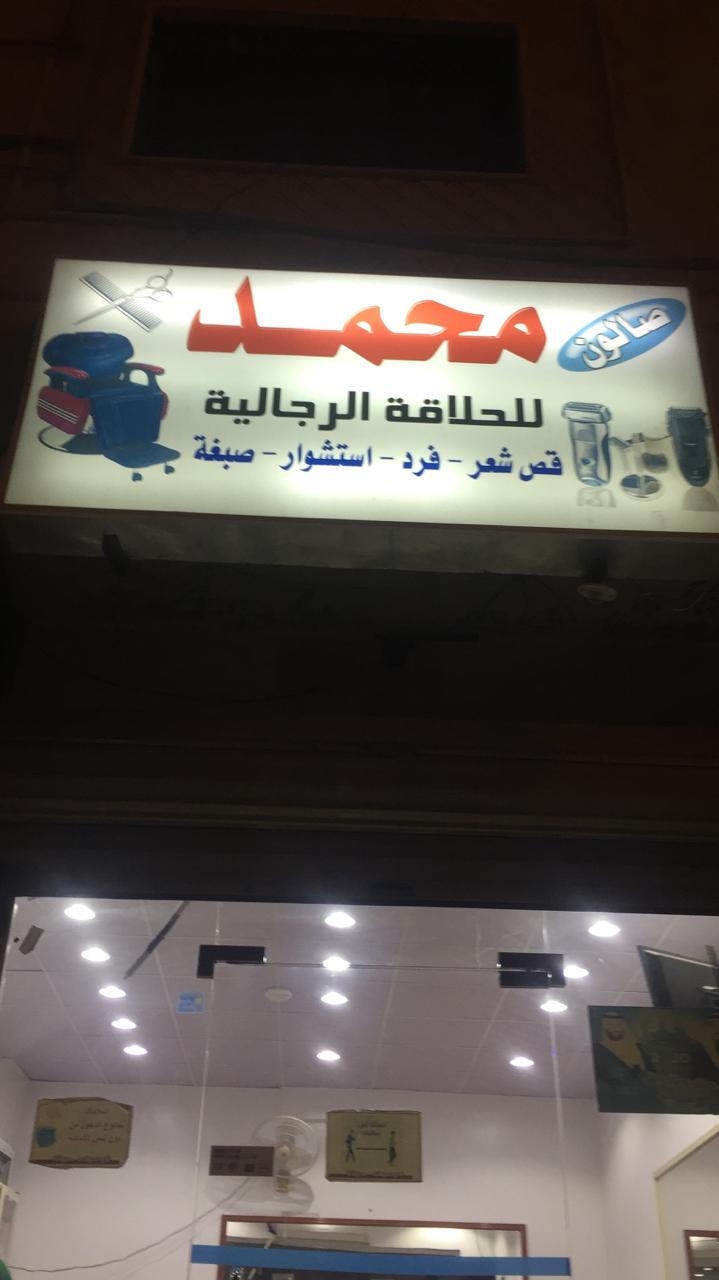 صالون
محمد
للحلاقة الرجالية
قص شعر - فرد - استشوار - صبغة